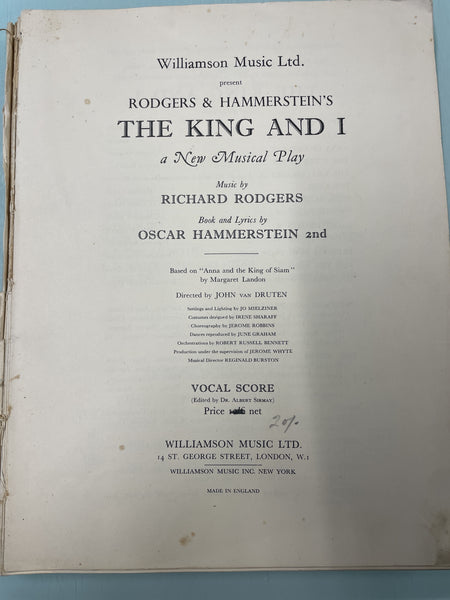 Williamson Music Ltd.
present
RODGERS & HAMMERSTEIN'S
THE KING AND I
a New Musical Play
Music by
RICHARD RODGERS
Book and Lyrics by
OSCAR HAMMERSTEIN 2nd
Based on "Anna and the King of Siam"
by Margaret Landon
Directed by JOHN VAN DRUTEN
Settings and Lighting by JO MIELZINER
Costumes designed by IRENE SHARAFF
Choreography by JEROME ROBBINS
Dances reproduced by JUNE GRAHAM
Orchestrations by ROBERT RUSSELL BENNETT
Production under the supervision of JEROME WHYTE
Musical Director REGINALD BURSTON
VOCAL SCORE
(Edited by DR. ALBERT SIRMAY)
Price net
20/-
WILLIAMSON MUSIC LTD.
14 ST. GEORGE STREET, LONDON, W.1
WILLIAMSON MUSIC INC. NEW YORK
MADE IN ENGLAND